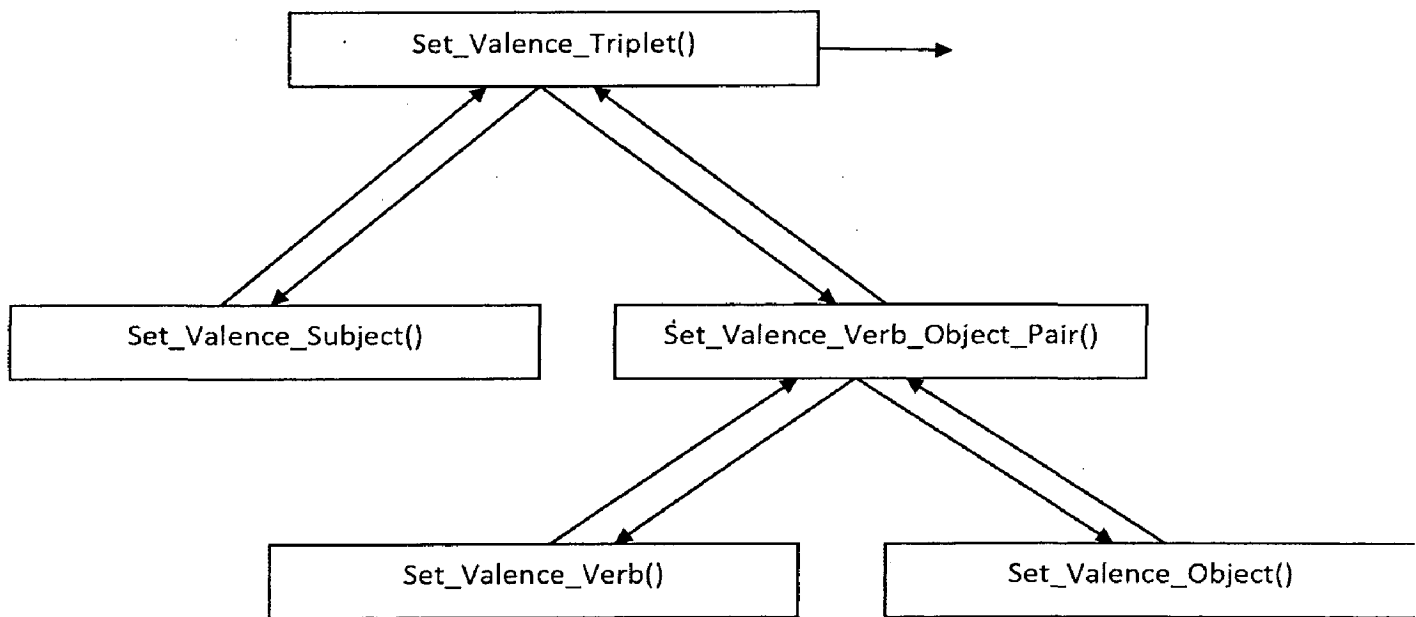 Set_Valence_Triplet()
Set_Valence_Subject()
Set_Valence_Verb_Object_Pair()
Set_Valence_Verb()
Set_Valence_Object()